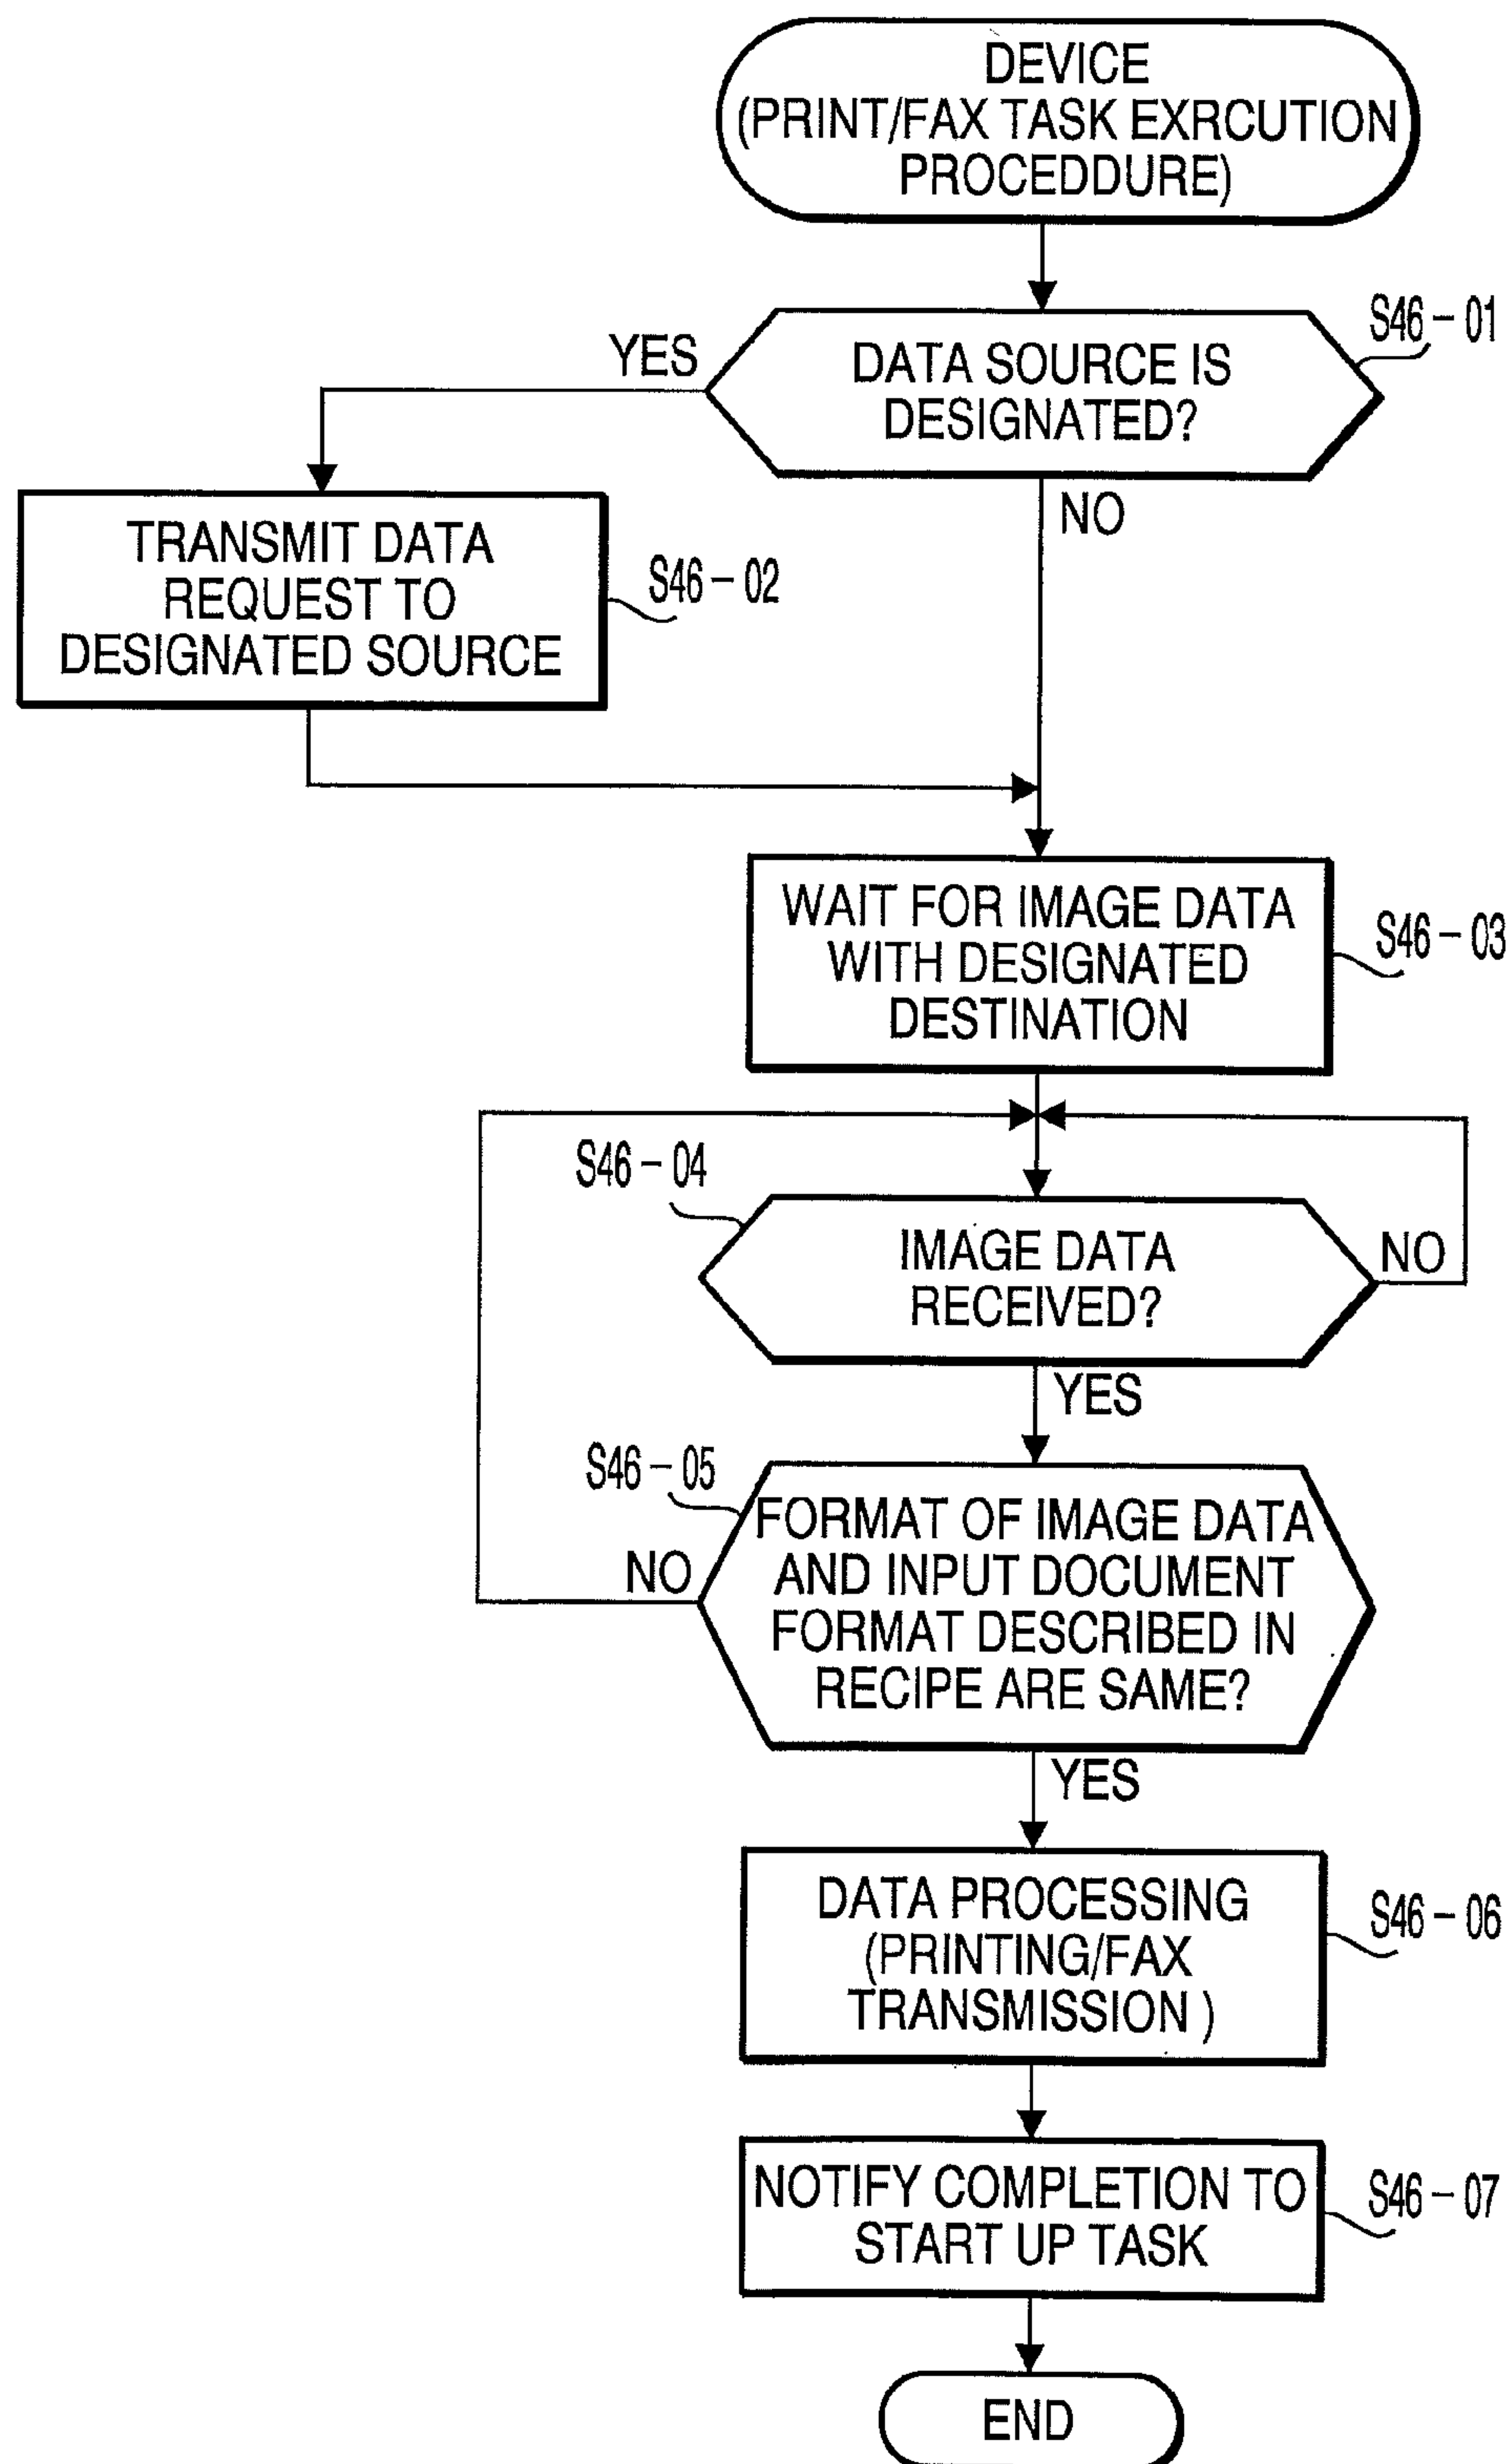 DEVICE
(PRINT/FAX TASK EXRCUTION
PROCEDDURE)
S46-01
YES
DATA SOURCE IS
DESIGNATED?
NO
TRANSMIT DATA
REQUEST TO
DESIGNATED SOURCE
S46-02
WAIT FOR IMAGE DATA
WITH DESIGNATED
DESTINATION
S46-03
S46-04
IMAGE DATA
RECEIVED?
NO
YES
S46-05
FORMAT OF IMAGE DATA
AND INPUT DOCUMENT
FORMAT DESCRIBED IN
RECIPE ARE SAME?
NO
YES
DATA PROCESSING
(PRINTING/FAX
TRANSMISSION )
S46-06
NOTIFY COMPLETION TO
START UP TASK
S46-07
END